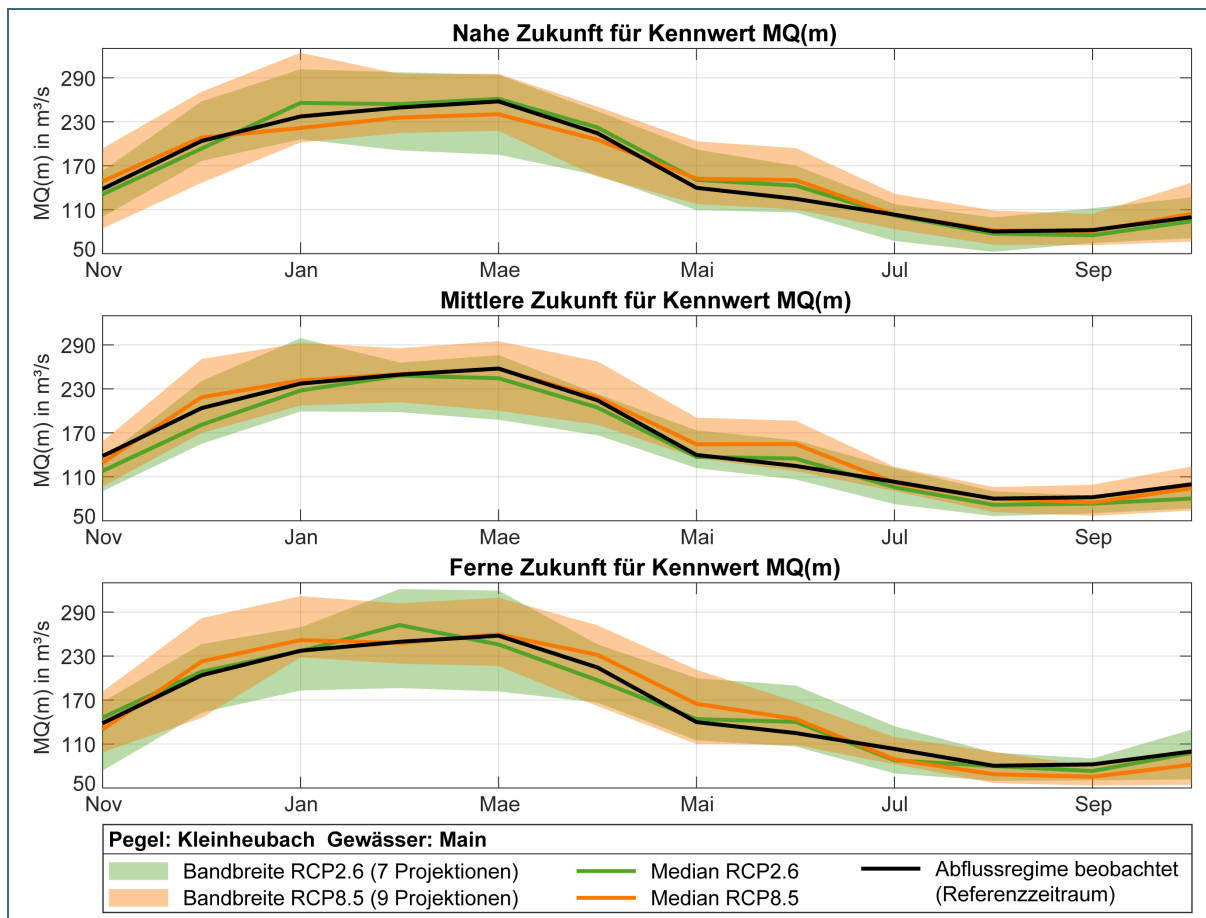 Nahe Zukunft für Kennwert MQ(m)
MQ(m) in m³/s
290
230
170
110
50
Nov
Jan
Mae
Mai
Jul
Sep
Mittlere Zukunft für Kennwert MQ(m)
MQ(m) in m³/s
290
230
170
110
50
Nov
Jan
Mae
Mai
Jul
Sep
Ferne Zukunft für Kennwert MQ(m)
MQ(m) in m³/s
290
230
170
110
50
Nov
Jan
Mae
Mai
Jul
Sep
Pegel: Kleinheubach Gewässer: Main
Bandbreite RCP2.6 (7 Projektionen)
Bandbreite RCP8.5 (9 Projektionen)
Median RCP2.6
Median RCP8.5
Abflussregime beobachtet
(Referenzzeitraum)